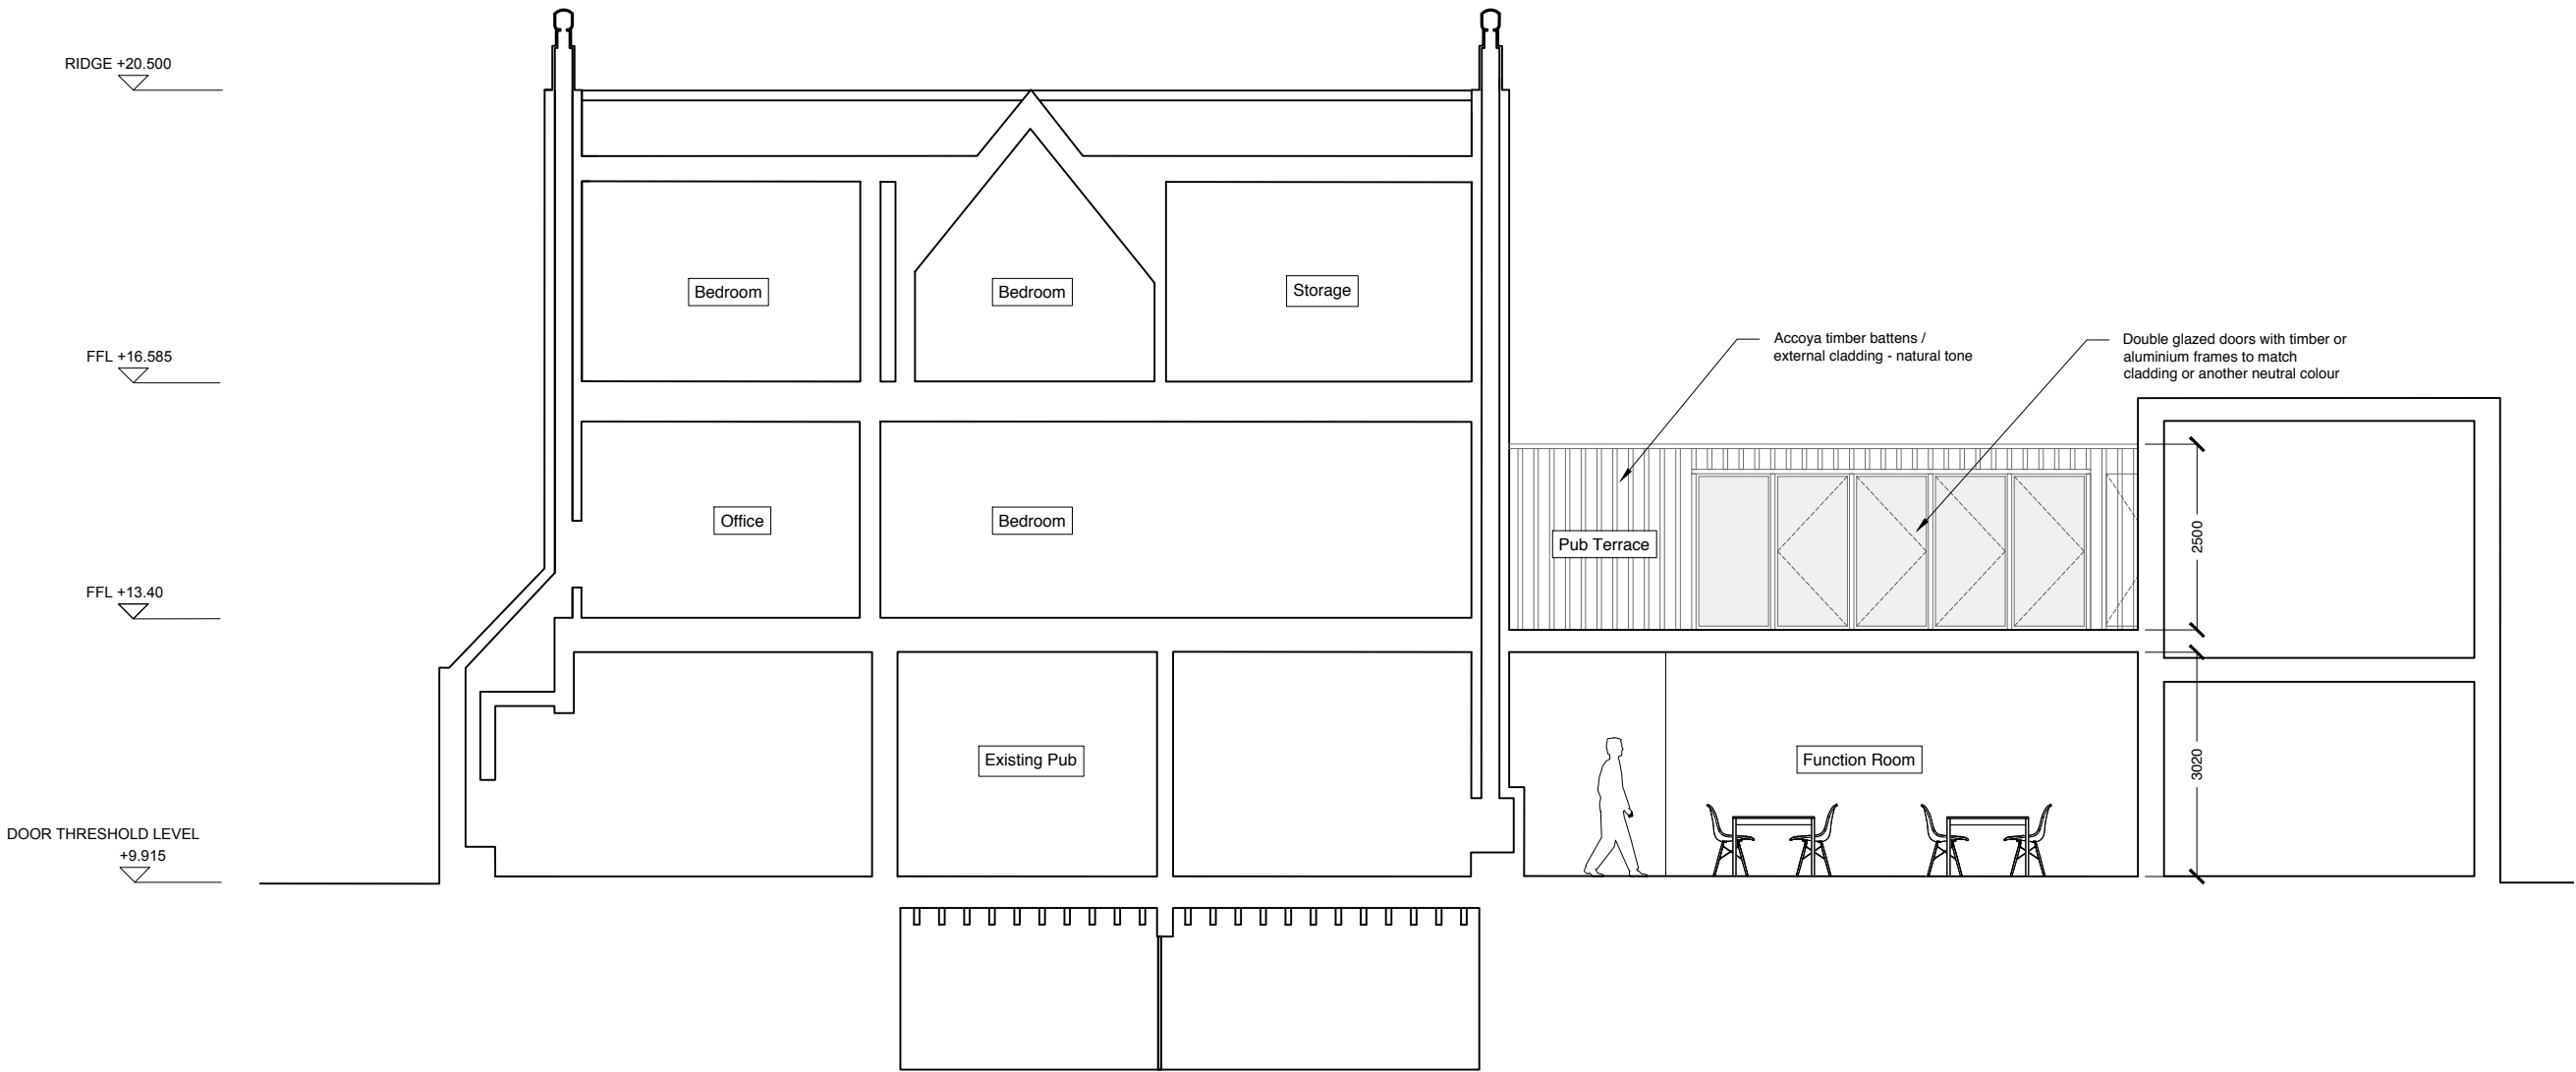 RIDGE +20.500
Bedroom
Bedroom
Storage
Accoya timber battens /
external cladding - natural tone
Double glazed doors with timber or
aluminium frames to match
cladding or another neutral colour
FFL +16.585
Office
Bedroom
Pub Terrace
2500
FFL +13.40
Existing Pub
Function Room
3020
DOOR THRESHOLD LEVEL
+9.915